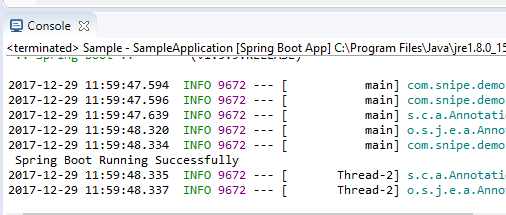 Console
<terminated> Sample - SampleApplication [Spring Boot App] C:\Program Files\Java\jre1.8.0_15
2017-12-29 11:59:47.594  INFO 9672 --- [           main] com.snipe.demo
2017-12-29 11:59:47.596  INFO 9672 --- [           main] com.snipe.demo
2017-12-29 11:59:47.639  INFO 9672 --- [           main] s.c.a.Annotatio
2017-12-29 11:59:48.320  INFO 9672 --- [           main] o.s.j.e.a.Annota
2017-12-29 11:59:48.334  INFO 9672 --- [           main] com.snipe.demo
 Spring Boot Running Successfully
2017-12-29 11:59:48.335  INFO 9672 --- [       Thread-2] s.c.a.Annotatio
2017-12-29 11:59:48.337  INFO 9672 --- [       Thread-2] o.s.j.e.a.Annota